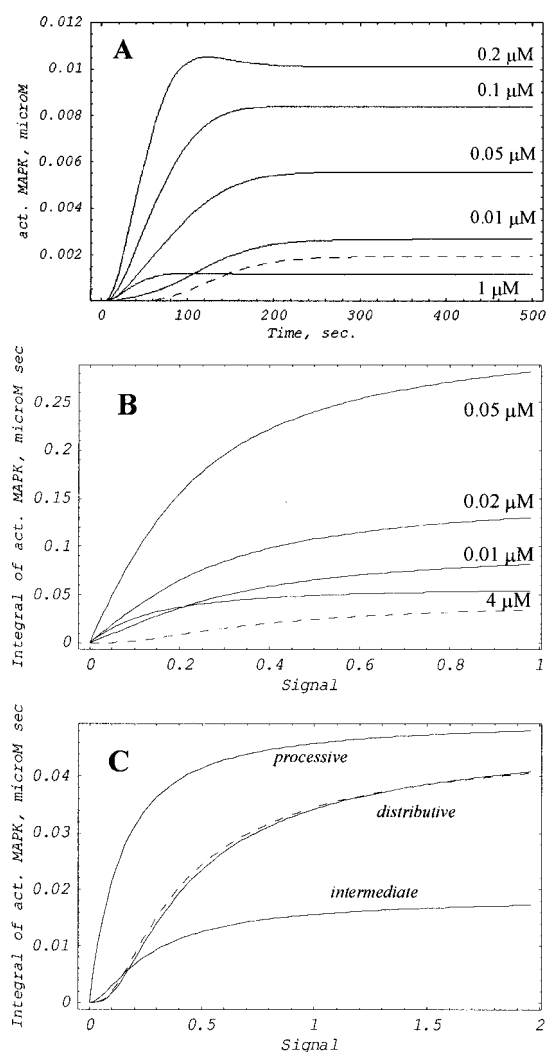 A
act. MAPK, microM
0.012
0.01
0.008
0.006
0.004
0.002
0.2 µM
0.1 µM
0.05 µM
0.01 µM
1 µM
0 100 200 300 400 500
Time, sec.
B
Integral of act. MAPK, microM sec
0.25
0.2
0.15
0.1
0.05
0
0.05 µM
0.02 µM
0.01 µM
4 µM
0 0.2 0.4 0.6 0.8 1
Signal
C
Integral of act. MAPK, microM sec
0.04
0.03
0.02
0.01
0
processive
distributive
intermediate
0 0.5 1 1.5 2
Signal